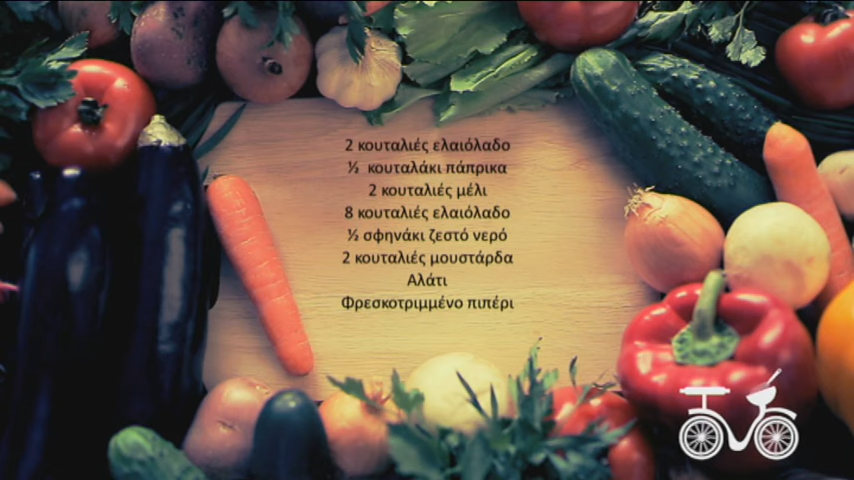 2 κουταλιές ελαιόλαδο
½ κουταλάκι πάπρικα
2 κουταλιές μέλι
8 κουταλιές ελαιόλαδο
½ σφηνάκι ζεστό νερό
2 κουταλιές μουστάρδα
Αλάτι
Φρεσκοτριμμένο πιπέρι